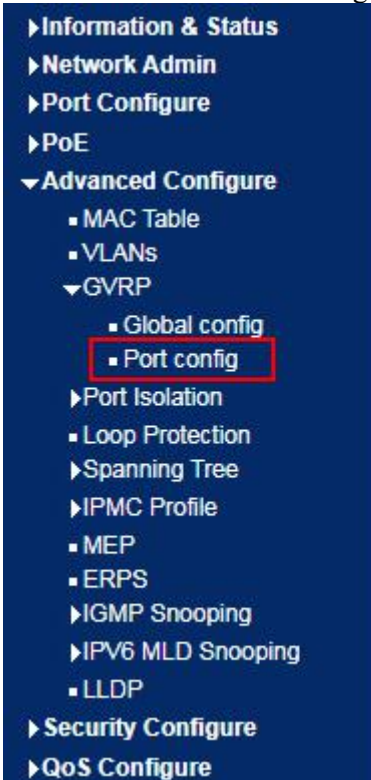 Information & Status
Network Admin
Port Configure
PoE
Advanced Configure
MAC Table
VLANs
GVRP
Global config
Port config
Port Isolation
Loop Protection
Spanning Tree
IPMC Profile
MEP
ERPS
IGMP Snooping
IPV6 MLD Snooping
LLDP
Security Configure
QoS Configure